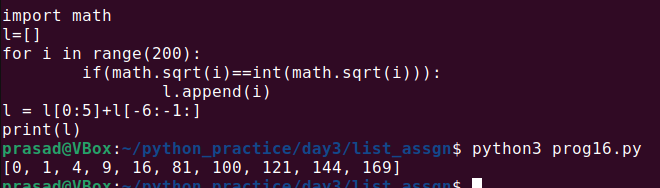 import math
l=[]
for i in range(200):
        if(math.sqrt(i)==int(math.sqrt(i))):
                l.append(i)
l = l[0:5]+l[-6:-1:]
print(l)
prasad@VBox:~/python_practice/day3/list_assgn$ python3 prog16.py
[0, 1, 4, 9, 16, 81, 100, 121, 144, 169]
prasad@VBox:~/python_practice/day3/list_assgn$